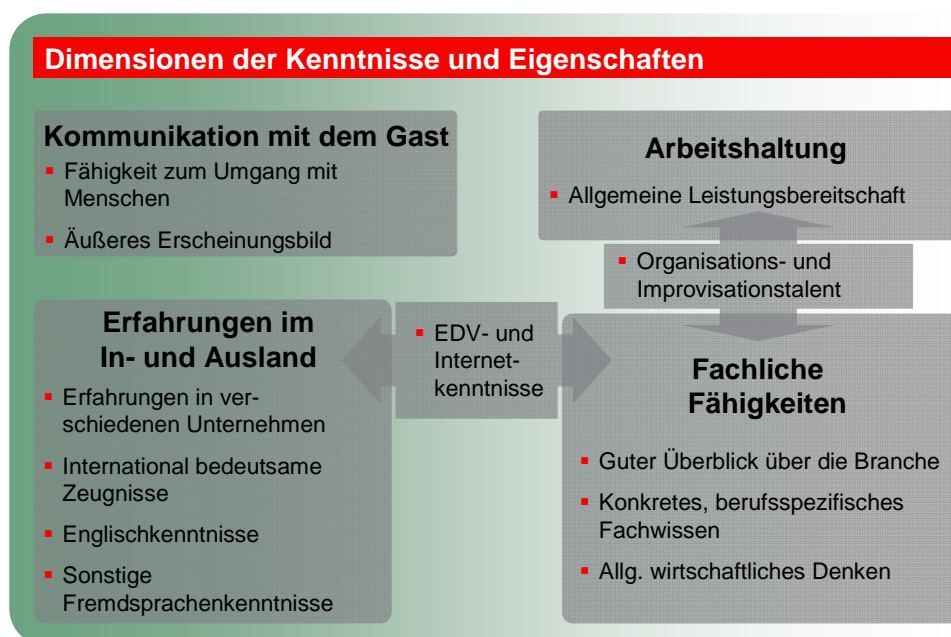 Dimensionen der Kenntnisse und Eigenschaften
Kommunikation mit dem Gast
Fähigkeit zum Umgang mit
Menschen
Äußeres Erscheinungsbild
Arbeitshaltung
Allgemeine Leistungsbereitschaft
Organisations- und
Improvisationstalent
Erfahrungen im
In- und Ausland
Erfahrungen in ver-
schiedenen Unternehmen
International bedeutsame
Zeugnisse
Englischkenntnisse
Sonstige
Fremdsprachenkenntnisse
EDV- und
Internet-
kenntnisse
Fachliche
Fähigkeiten
Guter Überblick über die Branche
Konkretes, berufsspezifisches
Fachwissen
Allg. wirtschaftliches Denken